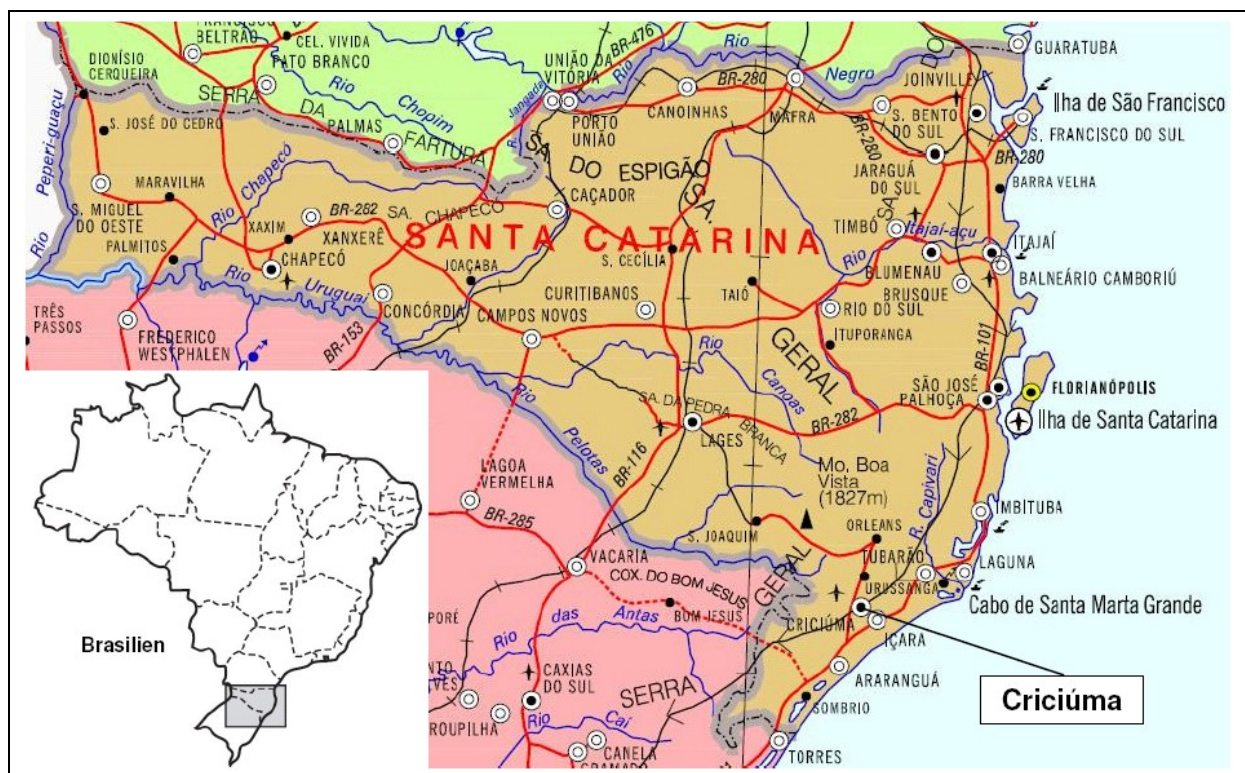 BELTRÃO
CEL. VIVIDA
PATO BRANCO
DIONÍSIO
CERQUEIRA
S. JOSÉ DO CEDRO
SERRA
DA
FARTURA
Rio
Chopim
PALMAS
UNIÃO DA
VITÓRIA
R. Jangada
Rio
BR-476
Rio
Negro
PORTO
UNIÃO
CANOINHAS
BR-280
MAFRA
DO
JOINVILLE
GUARATUBA
Ilha de São Francisco
S. BENTO
DO SUL
S. FRANCISCO DO SUL
BR-280
BR-280
JARAGUÁ
DO SUL
BARRA VELHA
Rio
Peperi-guaçu
MARAVILHA
S. MIGUEL
DO OESTE
PALMITOS
Rio
Chapecó
XAXIM
BR-282
XANXERÊ
CHAPECÓ
SA. CHAPECÓ
CAÇADOR
SA. DO ESPIGÃO
SA.
SANTA CATARINA
S. CECÍLIA
TIMBÓ
SA.
Itajaí-açu
Rio
ITAJAÍ
BLUMENAU
BRUSQUE
BALNEÁRIO CAMBORIÚ
Rio
Uruguai
CONCÓRDIA
JOAÇABA
CURITIBANOS
CAMPOS NOVOS
TAIÓ
RIO DO SUL
ITUPORANGA
TRÊS
PASSOS
FREDERICO
WESTPHALEN
BR-153
GERAL
BR-101
Rio
Canoas
SÃO JOSÉ
PALHOÇA
FLORIANÓPOLIS
Ilha de Santa Catarina
Rio
Pelotas
SA. DA PEDRA
BRANCA
LAGES
BR-282
BR-116
LAGOA
VERMELHA
BR-285
Mo. Boa
Vista
(1827m)
R. Capivari
IMBITUBA
S. JOAQUIM
ORLEANS
TUBARÃO
LAGUNA
URUSSANGA
Cabo de Santa Marta Grande
VACARIA
COX. DO BOM JESUS
BOM JESUS
GERAL
CRICIÚMA
IÇARA
Rio
das
Antas
CAXIAS
DO SUL
SERRA
ARARANGUÁ
SOMBRIO
Criciúma
Rio
Caí
CANELA
TORRES
Brasilien